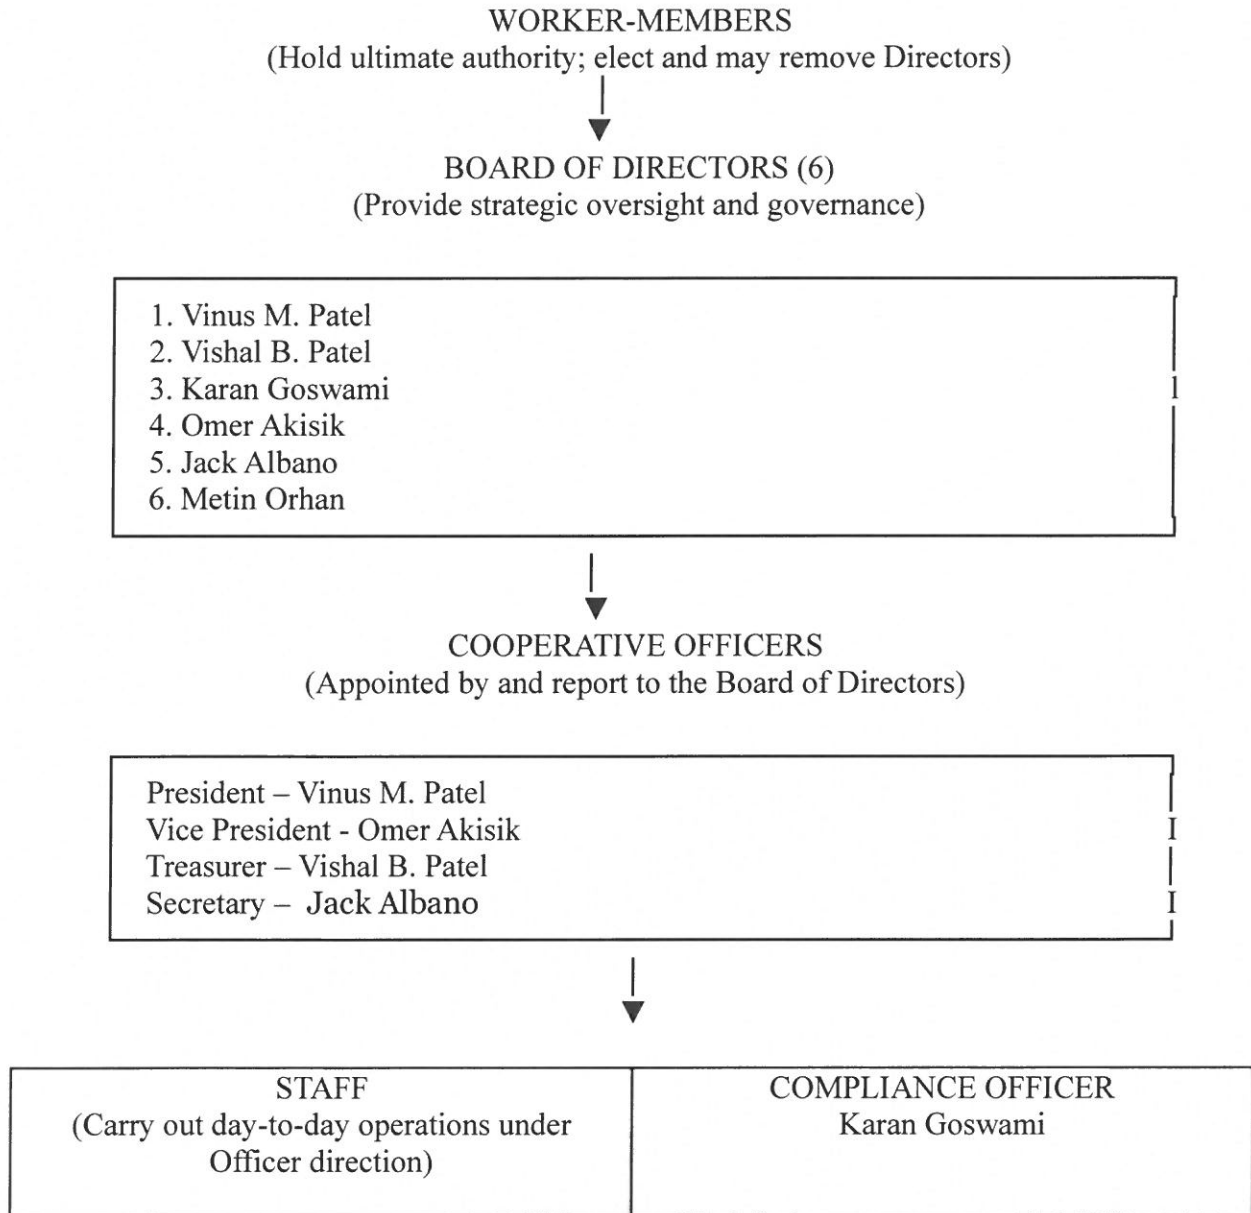 WORKER-MEMBERS
(Hold ultimate authority; elect and may remove Directors)
BOARD OF DIRECTORS (6)
(Provide strategic oversight and governance)
1. Vinus M. Patel
2. Vishal B. Patel
3. Karan Goswami
4. Omer Akisik
5. Jack Albano
6. Metin Orhan
COOPERATIVE OFFICERS
(Appointed by and report to the Board of Directors)
President – Vinus M. Patel
Vice President - Omer Akisik
Treasurer – Vishal B. Patel
Secretary – Jack Albano
STAFF
(Carry out day-to-day operations under
Officer direction)
COMPLIANCE OFFICER
Karan Goswami